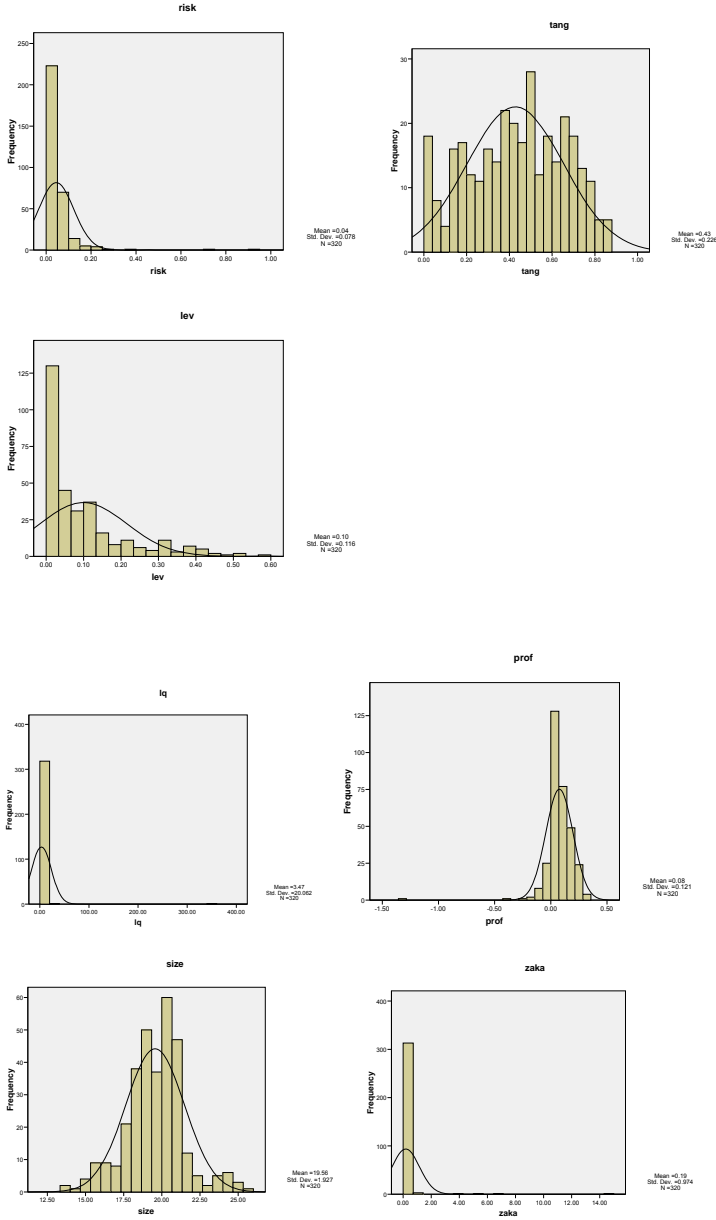 risk
250
200
150
100
50
0
Frequency
0.00 0.20 0.40 0.60 0.80 1.00
risk
Mean =0.04
Std. Dev. =0.078
N =320
tang
30
20
10
0
Frequency
0.00 0.20 0.40 0.60 0.80 1.00
tang
Mean =0.43
Std. Dev. =0.226
N =320
lev
125
100
75
50
25
0
Frequency
0.00 0.10 0.20 0.30 0.40 0.50 0.60
lev
Mean =0.10
Std. Dev. =0.116
N =320
lq
400
300
200
100
0
Frequency
0.00 100.00 200.00 300.00 400.00
lq
Mean =3.47
Std. Dev. =20.062
N =320
prof
125
100
75
50
25
0
Frequency
-1.50 -1.00 -0.50 0.00 0.50
prof
Mean =0.08
Std. Dev. =0.121
N =320
size
60
50
40
30
20
10
0
Frequency
12.50 15.00 17.50 20.00 22.50 25.00
size
Mean =19.56
Std. Dev. =1.927
N =320
zaka
400
300
200
100
0
Frequency
0.00 2.00 4.00 6.00 8.00 10.00 12.00 14.00
zaka
Mean =0.19
Std. Dev. =0.974
N =320